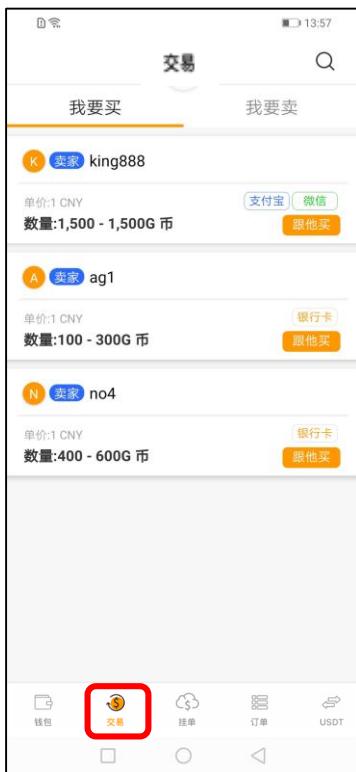 13:57
交易
我要买 我要卖
K 卖家 king888
单价:1 CNY 支付宝 微信
数量:1,500 - 1,500G 币 跟他买
A 卖家 ag1
单价:1 CNY 银行卡
数量:100 - 300G 币 跟他买
N 卖家 no4
单价:1 CNY 银行卡
数量:400 - 600G 币 跟他买
钱包 交易 挂单 订单 USDT